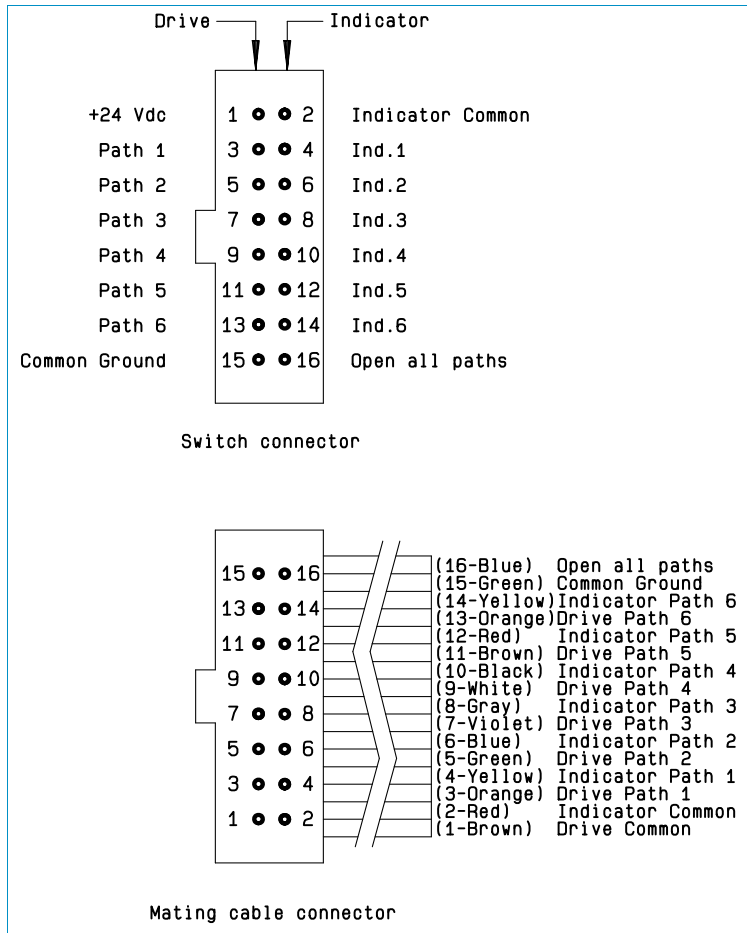 Drive Indicator
+24 Vdc 1 2 Indicator Common
Path 1 3 4 Ind.1
Path 2 5 6 Ind.2
Path 3 7 8 Ind.3
Path 4 9 10 Ind.4
Path 5 11 12 Ind.5
Path 6 13 14 Ind.6
Common Ground 15 16 Open all paths
Switch connector
15 16
13 14
11 12
9 10
7 8
5 6
3 4
1 2
(16-Blue) Open all paths
(15-Green) Common Ground
(14-Yellow) Indicator Path 6
(13-Orange) Drive Path 6
(12-Red) Indicator Path 5
(11-Brown) Drive Path 5
(10-Black) Indicator Path 4
(9-White) Drive Path 4
(8-Gray) Indicator Path 3
(7-Violet) Drive Path 3
(6-Blue) Indicator Path 2
(5-Green) Drive Path 2
(4-Yellow) Indicator Path 1
(3-Orange) Drive Path 1
(2-Red) Indicator Common
(1-Brown) Drive Common
Mating cable connector